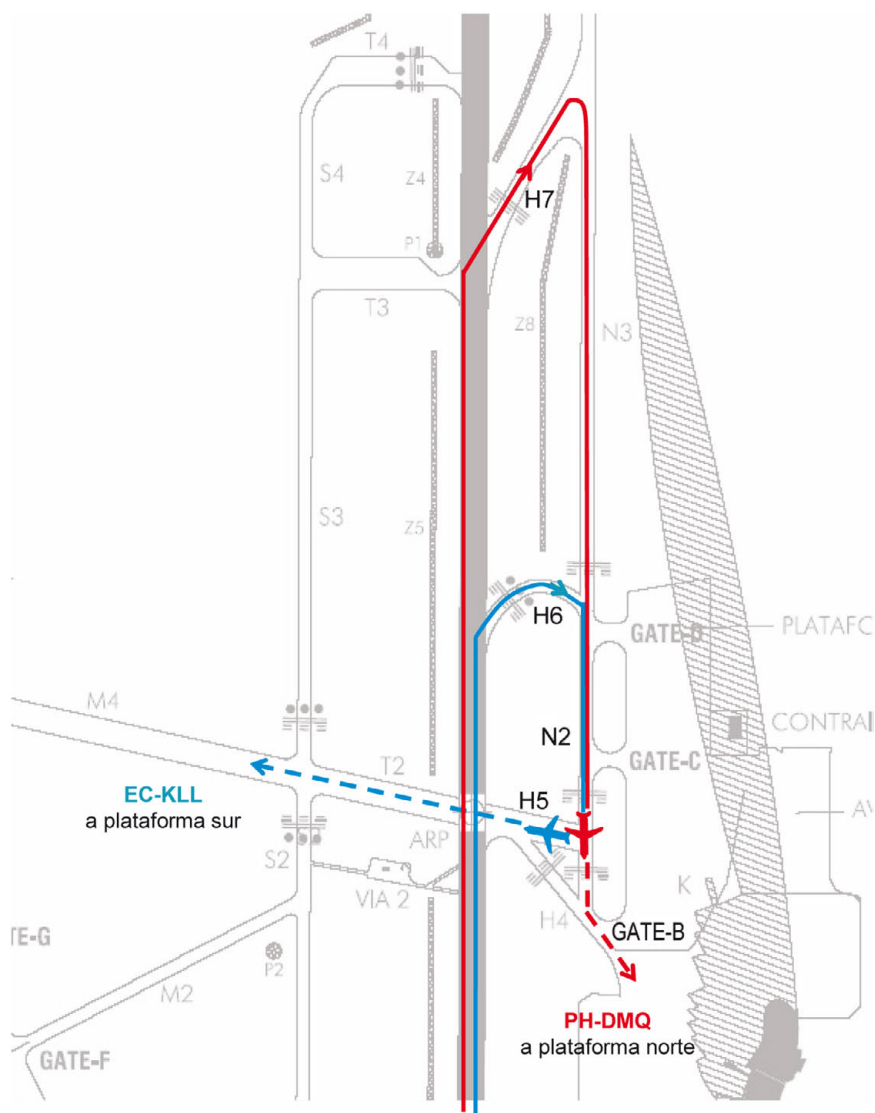 T4
S4
Z4
H7
P1
T3
Z8
N3
S3
Z5
H6
GATE-D
PLATAFO
M4
N2
CONTRA
T2
GATE-C
EC-KLL
a plataforma sur
H5
ARP
S2
VIA 2
H4
K
TE-G
GATE-B
P2
M2
PH-DMQ
a plataforma norte
GATE-F